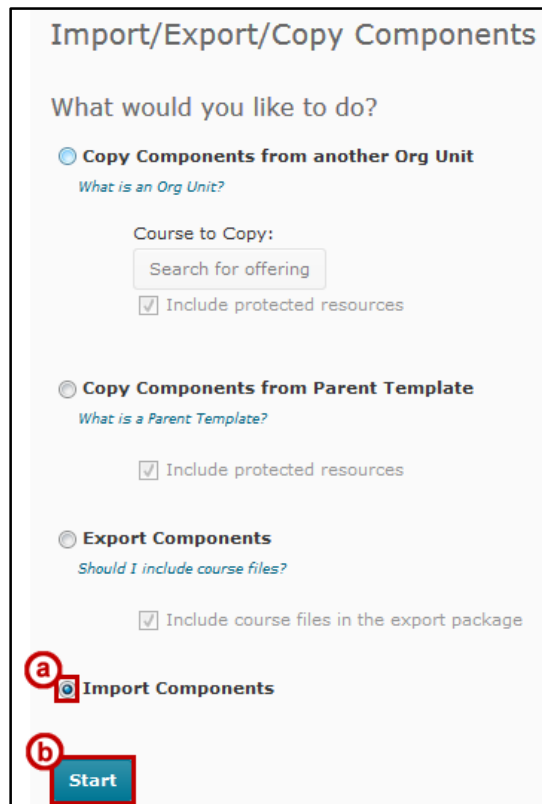 Import/Export/Copy Components
What would you like to do?
Copy Components from another Org Unit
What is an Org Unit?
Course to Copy:
Search for offering
Include protected resources
Copy Components from Parent Template
What is a Parent Template?
Include protected resources
Export Components
Should I include course files?
Include course files in the export package
a
Import Components
b
Start